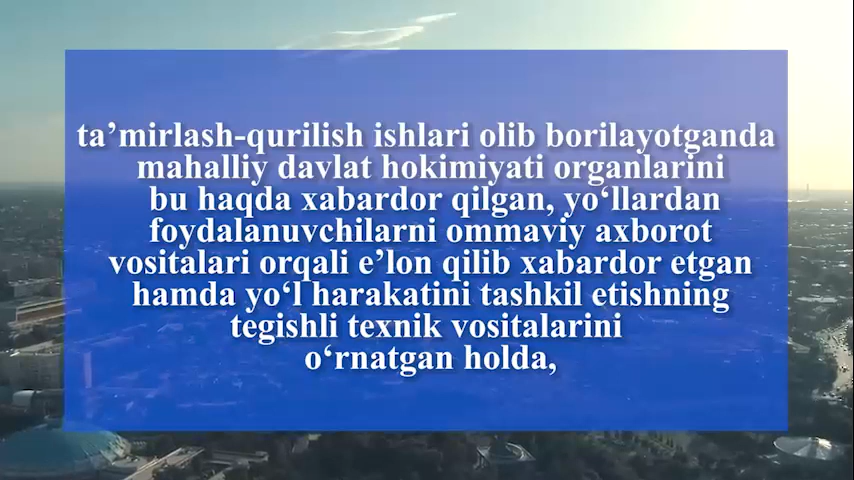 ta’mirlash-qurilish ishlari olib borilayotganda
mahalliy davlat hokimiyati organlarini
bu haqda xabardor qilgan, yo‘llardan
foydalanuvchilarni ommaviy axborot
vositalari orqali e’lon qilib xabardor etgan
hamda yo‘l harakatini tashkil etishning
tegishli texnik vositalarini
o‘rnatgan holda,